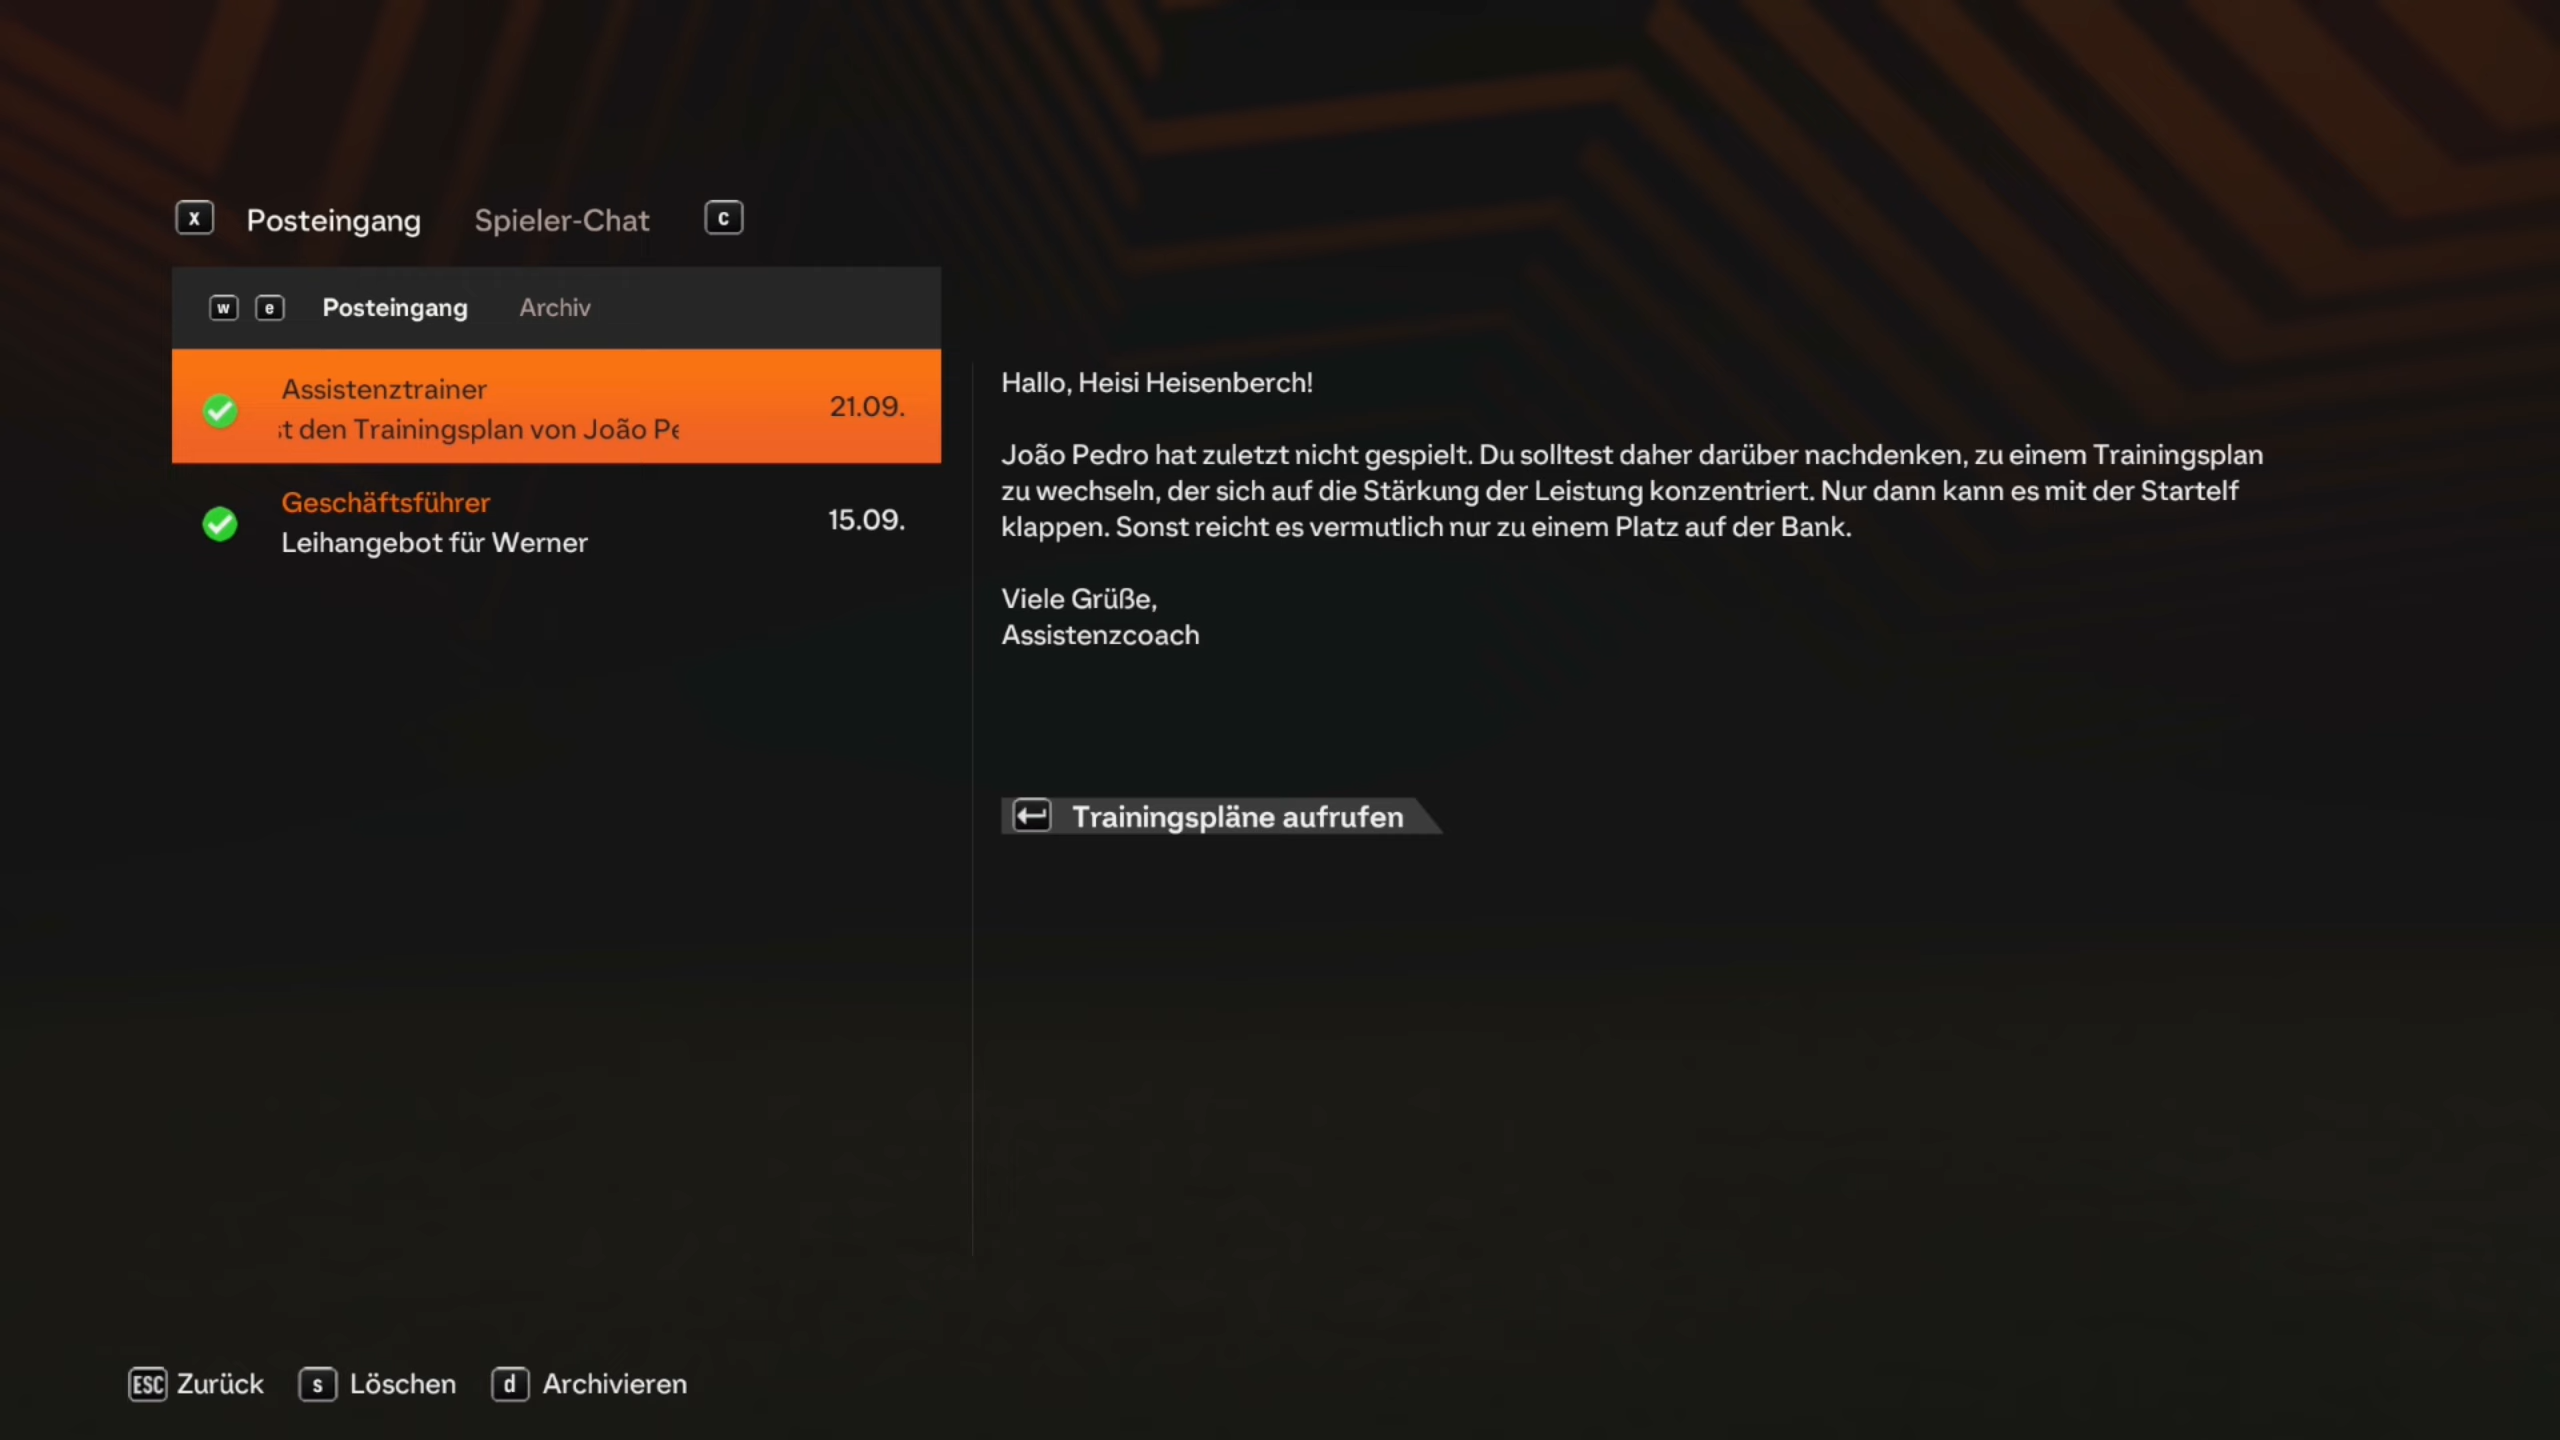 x Posteingang Spieler-Chat c
w e Posteingang Archiv
Assistenztrainer
den Trainingsplan von João
21.09.
Geschäftsführer
Leihangebot für Werner
15.09.
Hallo, Heisi Heisenberch!
João Pedro hat zuletzt nicht gespielt. Du solltest daher darüber nachdenken, zu einem Trainingsplan
zu wechseln, der sich auf die Stärkung der Leistung konzentriert. Nur dann kann es mit der Startelf
klappen. Sonst reicht es vermutlich nur zu einem Platz auf der Bank.
Viele Grüße,
Assistenzcoach
Trainingspläne aufrufen
ESC Zurück s Löschen d Archivieren